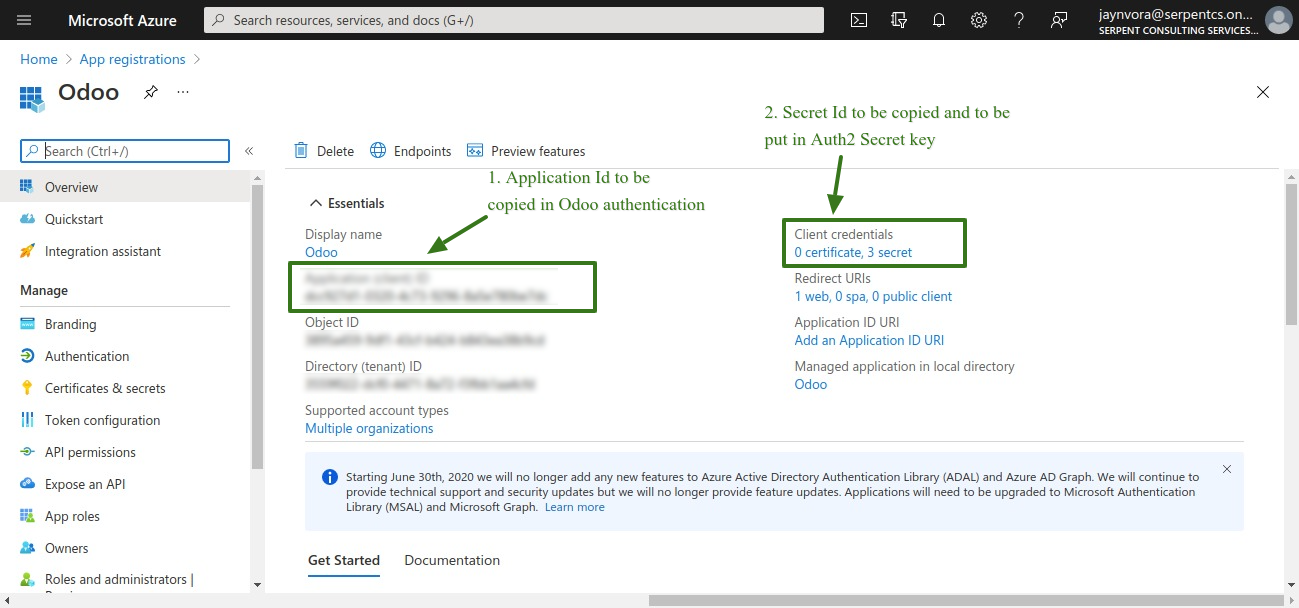 Microsoft Azure
Search resources, services, and docs (G+/)
jaynvora@serpentcs.on...
SERPENT CONSULTING SERVICES...
Home > App registrations >
Odoo
...
2. Secret Id to be copied and to be
put in Auth2 Secret key
Search (Ctrl+/)
«
Delete
Endpoints
Preview features
1. Application Id to be
copied in Odoo authentication
Overview
Quickstart
Integration assistant
Manage
Branding
Authentication
Certificates & secrets
Token configuration
API permissions
Expose an API
App roles
Owners
Roles and administrators |
Essentials
Display name
Odoo
Object ID
Directory (tenant) ID
Supported account types
Multiple organizations
Client credentials
0 certificate, 3 secret
Redirect URIs
1 web, 0 spa, 0 public client
Application ID URI
Add an Application ID URI
Managed application in local directory
Odoo
Starting June 30th, 2020 we will no longer add any new features to Azure Active Directory Authentication Library (ADAL) and Azure AD Graph. We will continue to
provide technical support and security updates but we will no longer provide feature updates. Applications will need to be upgraded to Microsoft Authentication
Library (MSAL) and Microsoft Graph. Learn more
Get Started
Documentation